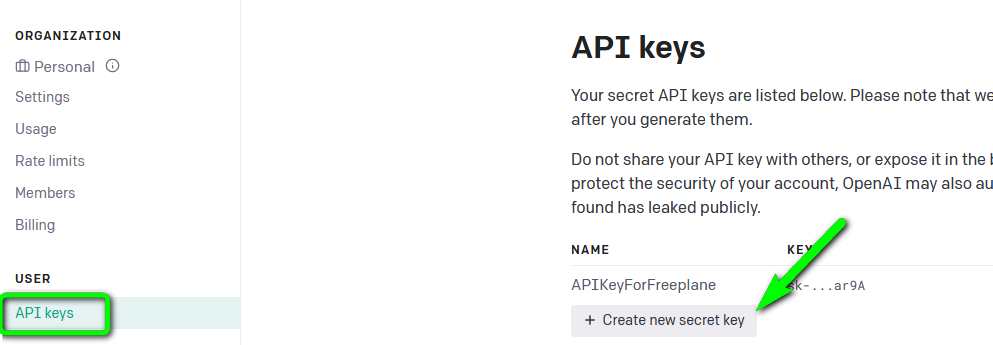 ORGANIZATION
Personal
Settings
Usage
Rate limits
Members
Billing
USER
API keys
API keys
Your secret API keys are listed below. Please note that we
after you generate them.
Do not share your API key with others, or expose it in the
protect the security of your account, OpenAI may also au
found has leaked publicly.
NAME KEY
APIKeyForFreeplane sk-...ar9A
+ Create new secret key